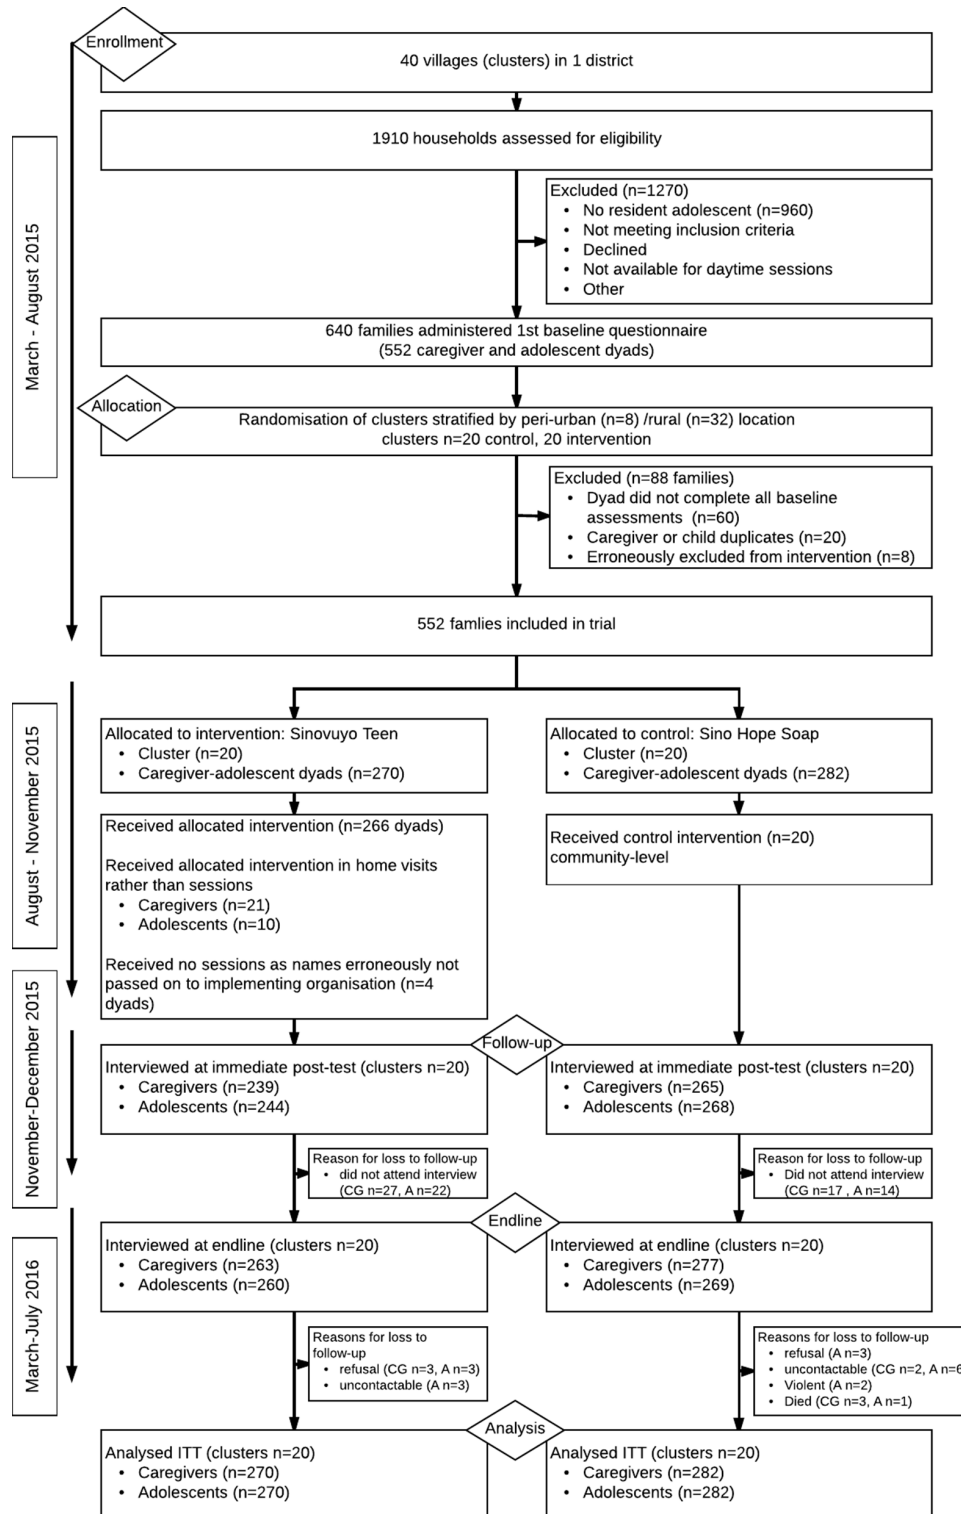 Enrollment
40 villages (clusters) in 1 district
1910 households assessed for eligibility
March - August 2015
Excluded (n=1270)
• No resident adolescent (n=960)
• Not meeting inclusion criteria
• Declined
• Not available for daytime sessions
• Other
640 families administered 1st baseline questionnaire
(552 caregiver and adolescent dyads)
Allocation
Randomisation of clusters stratified by peri-urban (n=8) /rural (n=32) location
clusters n=20 control, 20 intervention
Excluded (n=88 families)
• Dyad did not complete all baseline
assessments (n=60)
• Caregiver or child duplicates (n=20)
• Erroneously excluded from intervention (n=8)
552 famlies included in trial
August - November 2015
Allocated to intervention: Sinovuyo Teen
• Cluster (n=20)
• Caregiver-adolescent dyads (n=270)
Allocated to control: Sino Hope Soap
• Cluster (n=20)
• Caregiver-adolescent dyads (n=282)
Received allocated intervention (n=266 dyads)
Received allocated intervention in home visits
rather than sessions
• Caregivers (n=21)
• Adolescents (n=10)
Received no sessions as names erroneously not
passed on to implementing organisation (n=4
dyads)
Received control intervention (n=20)
community-level
November-December 2015
Follow-up
Interviewed at immediate post-test (clusters n=20)
• Caregivers (n=239)
• Adolescents (n=244)
Interviewed at immediate post-test (clusters n=20)
• Caregivers (n=265)
• Adolescents (n=268)
Reason for loss to follow-up
• did not attend interview
(CG n=27, A n=22)
Reason for loss to follow-up
• Did not attend interview
(CG n=17 , A n=14)
March-July 2016
Endline
Interviewed at endline (clusters n=20)
• Caregivers (n=263)
• Adolescents (n=260)
Interviewed at endline (clusters n=20)
• Caregivers (n=277)
• Adolescents (n=269)
Reasons for loss to
follow-up
• refusal (CG n=3, A n=3)
• uncontactable (A n=3)
Reasons for loss to follow-up
• refusal (A n=3)
• uncontactable (CG n=2, A n=6
• Violent (A n=2)
• Died (CG n=3, A n=1)
Analysis
Analysed ITT (clusters n=20)
• Caregivers (n=270)
• Adolescents (n=270)
Analysed ITT (clusters n=20)
• Caregivers (n=282)
• Adolescents (n=282)